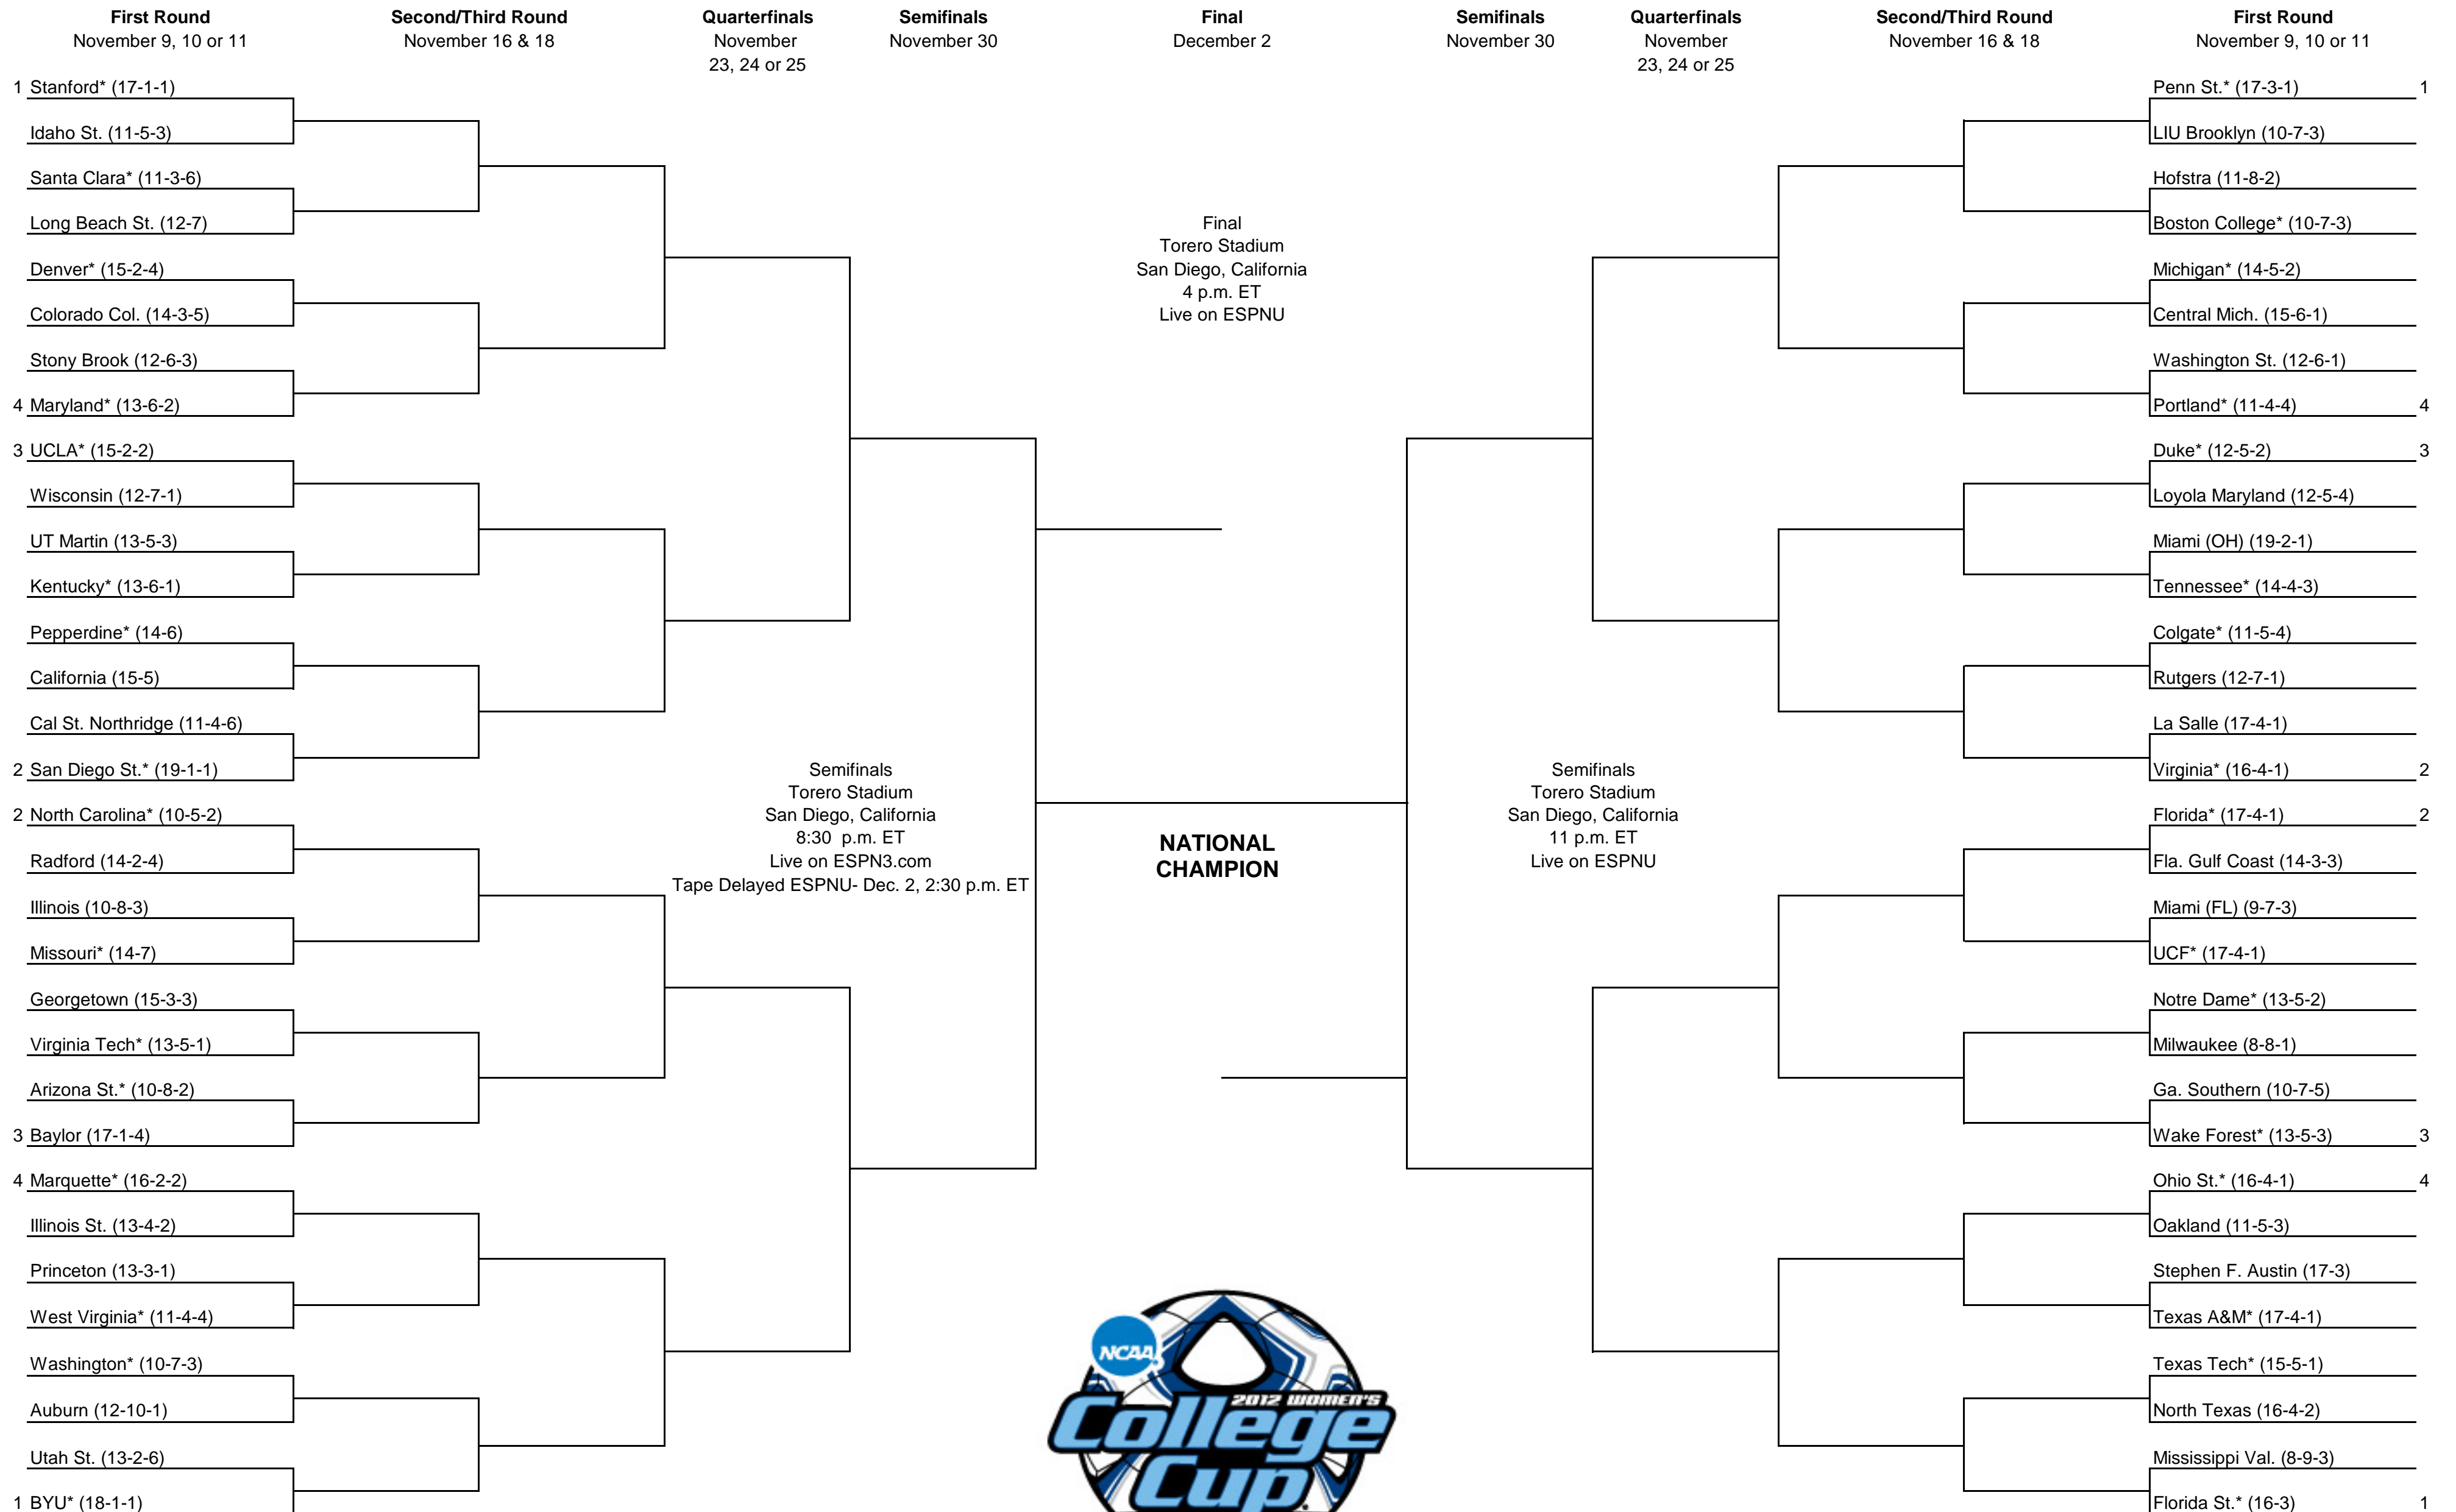 First Round
November 9, 10 or 11
Second/Third Round
November 16 & 18
Quarterfinals
November
23, 24 or 25
Semifinals
November 30
Final
December 2
Semifinals
November 30
Quarterfinals
November
23, 24 or 25
Second/Third Round
November 16 & 18
First Round
November 9, 10 or 11
1 Stanford* (17-1-1)
Idaho St. (11-5-3)
Santa Clara* (11-3-6)
Long Beach St. (12-7)
Denver* (15-2-4)
Colorado Col. (14-3-5)
Stony Brook (12-6-3)
4 Maryland* (13-6-2)
3 UCLA* (15-2-2)
Wisconsin (12-7-1)
UT Martin (13-5-3)
Kentucky* (13-6-1)
Pepperdine* (14-6)
California (15-5)
Cal St. Northridge (11-4-6)
2 San Diego St.* (19-1-1)
2 North Carolina* (10-5-2)
Radford (14-2-4)
Illinois (10-8-3)
Missouri* (14-7)
Georgetown (15-3-3)
Virginia Tech* (13-5-1)
Arizona St.* (10-8-2)
3 Baylor (17-1-4)
4 Marquette* (16-2-2)
Illinois St. (13-4-2)
Princeton (13-3-1)
West Virginia* (11-4-4)
Washington* (10-7-3)
Auburn (12-10-1)
Utah St. (13-2-6)
1 BYU* (18-1-1)
Final
Torero Stadium
San Diego, California
4 p.m. ET
Live on ESPNU
Semifinals
Torero Stadium
San Diego, California
8:30 p.m. ET
Live on ESPN3.com
Tape Delayed ESPNU- Dec. 2, 2:30 p.m. ET
NATIONAL
CHAMPION
Semifinals
Torero Stadium
San Diego, California
11 p.m. ET
Live on ESPNU
NCAA
2012 WOMEN'S
College
Cup
Penn St.* (17-3-1) 1
LIU Brooklyn (10-7-3)
Hofstra (11-8-2)
Boston College* (10-7-3)
Michigan* (14-5-2)
Central Mich. (15-6-1)
Washington St. (12-6-1)
Portland* (11-4-4) 4
Duke* (12-5-2) 3
Loyola Maryland (12-5-4)
Miami (OH) (19-2-1)
Tennessee* (14-4-3)
Colgate* (11-5-4)
Rutgers (12-7-1)
La Salle (17-4-1)
Virginia* (16-4-1) 2
Florida* (17-4-1) 2
Fla. Gulf Coast (14-3-3)
Miami (FL) (9-7-3)
UCF* (17-4-1)
Notre Dame* (13-5-2)
Milwaukee (8-8-1)
Ga. Southern (10-7-5)
Wake Forest* (13-5-3) 3
Ohio St.* (16-4-1) 4
Oakland (11-5-3)
Stephen F. Austin (17-3)
Texas A&M* (17-4-1)
Texas Tech* (15-5-1)
North Texas (16-4-2)
Mississippi Val. (8-9-3)
Florida St.* (16-3) 1